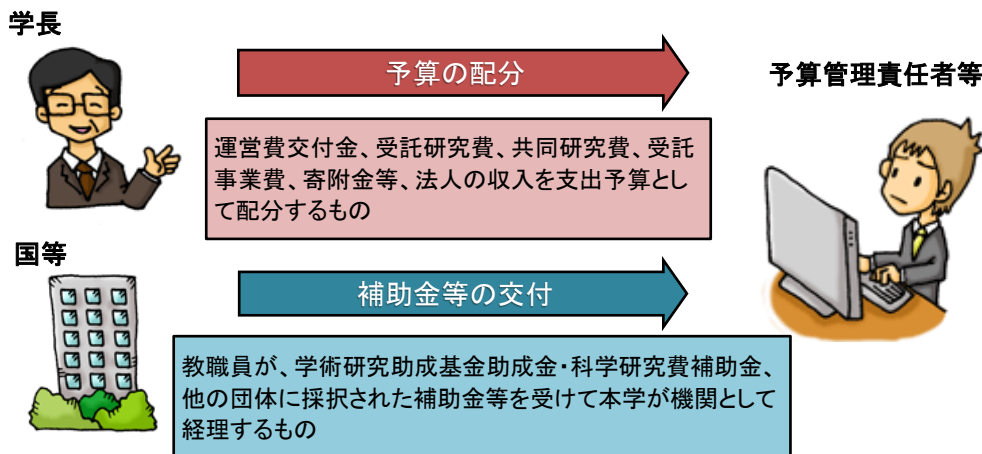 学長
予算の配分
予算管理責任者等
運営費交付金、受託研究費、共同研究費、受託
事業費、寄附金等、法人の収入を支出予算とし
て配分するもの
国等
補助金等の交付
教職員が、学術研究助成基金助成金・科学研究費補助金、
他の団体に採択された補助金等を受けて本学が機関として
経理するもの